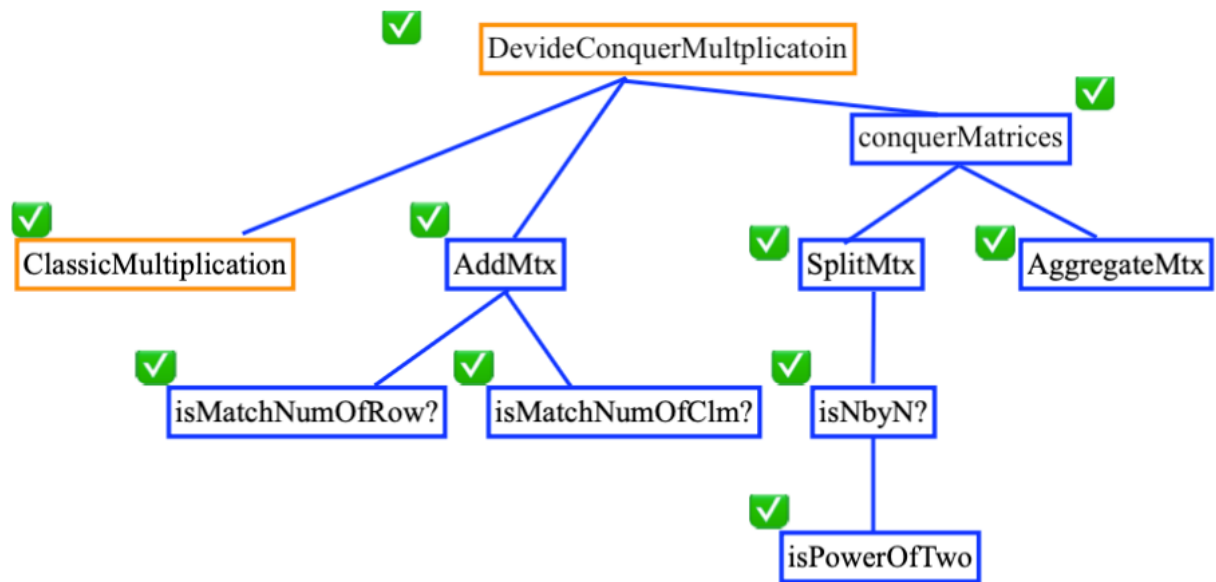 DevideConquerMultplicatoin
conquerMatrices
ClassicMultiplication
AddMtx
SplitMtx
AggregateMtx
isMatchNumOfRow?
isMatchNumOfClm?
isNbyN?
isPowerOfTwo